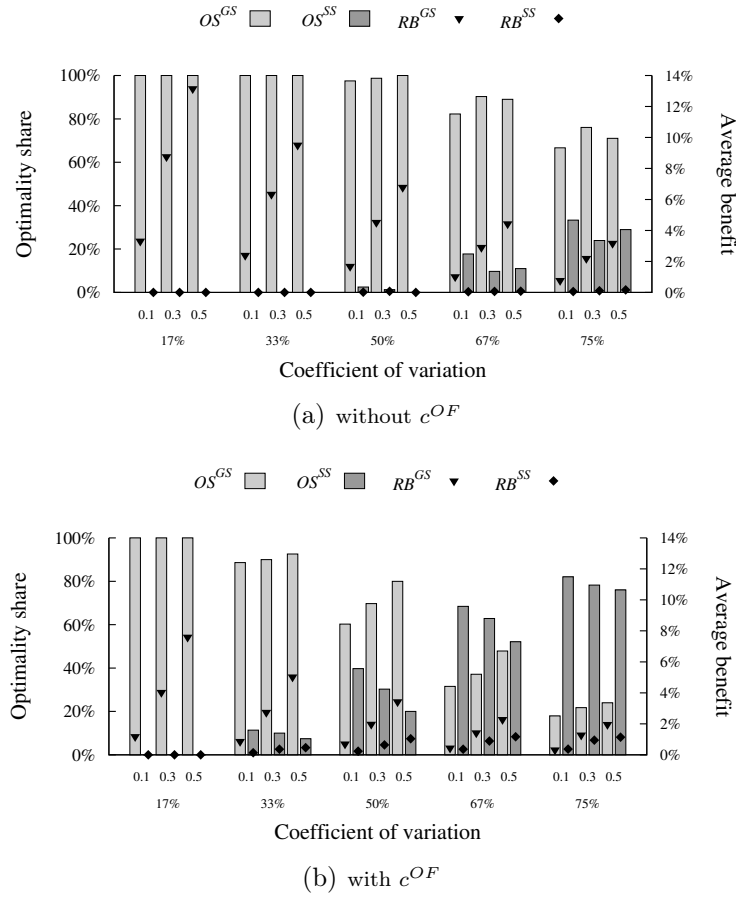 OS^GS OS^SS RB^GS RB^SS
100% 14%
12%
80%
10%
60% 8%
6%
40%
4%
20%
2%
0% 0%
Optimality share
Average benefit
0.1 0.3 0.5 0.1 0.3 0.5 0.1 0.3 0.5 0.1 0.3 0.5 0.1 0.3 0.5
17% 33% 50% 67% 75%
Coefficient of variation
(a) without c^OF
OS^GS OS^SS RB^GS RB^SS
100% 14%
12%
80%
10%
60% 8%
6%
40%
4%
20%
2%
0% 0%
Optimality share
Average benefit
0.1 0.3 0.5 0.1 0.3 0.5 0.1 0.3 0.5 0.1 0.3 0.5 0.1 0.3 0.5
17% 33% 50% 67% 75%
Coefficient of variation
(b) with c^OF